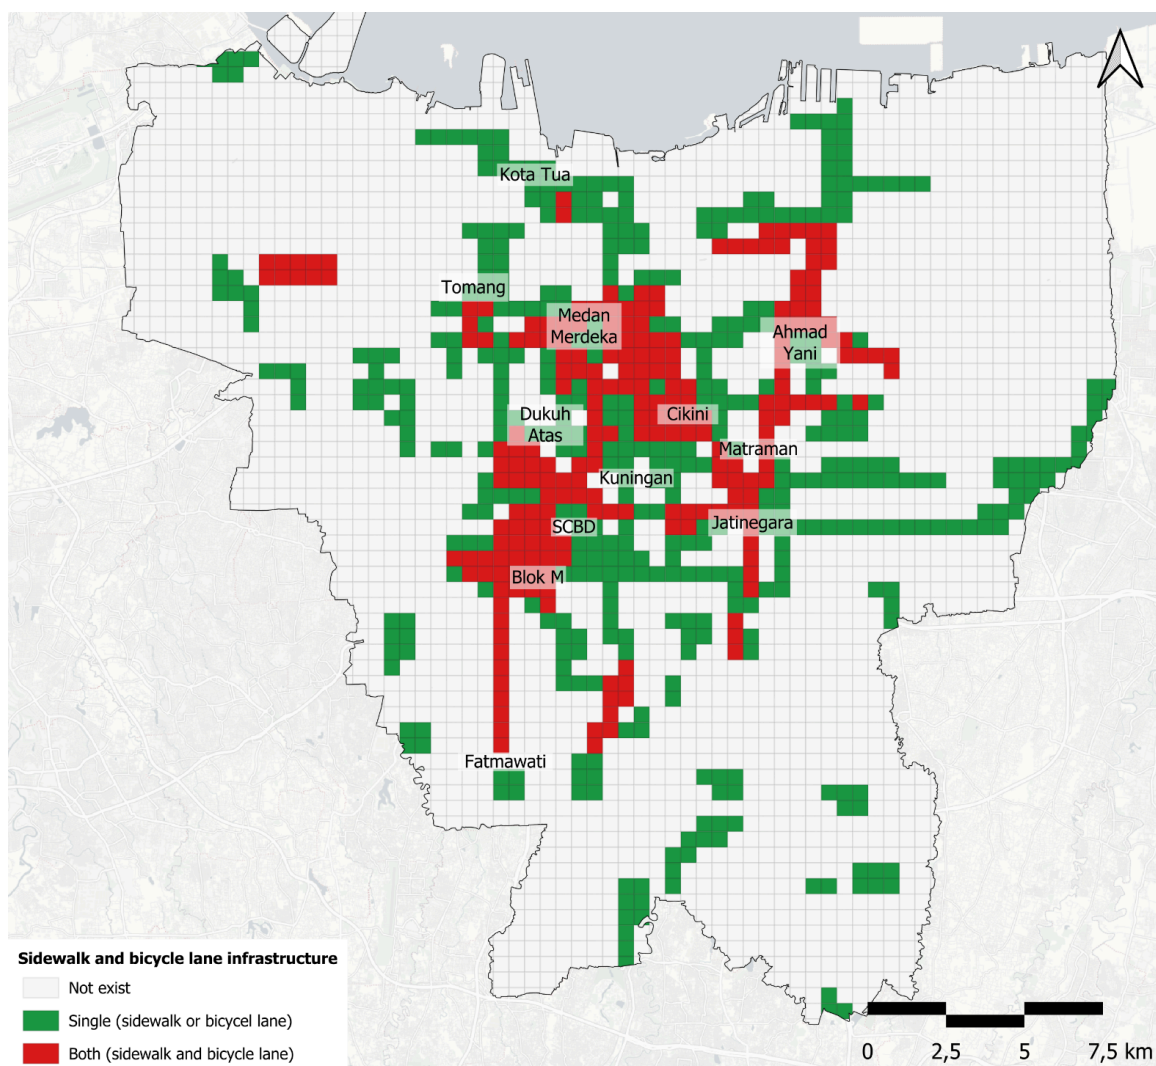 Kota Tua
Tomang
Medan
Merdeka
Ahmad
Yani
Dukuh
Atas
Cikini
Matraman
Kuningan
SCBD
Jatinegara
Blok M
Fatmawati
Sidewalk and bicycle lane infrastructure
Not exist
Single (sidewalk or bicycel lane)
Both (sidewalk and bicycle lane)
0 2,5 5 7,5 km